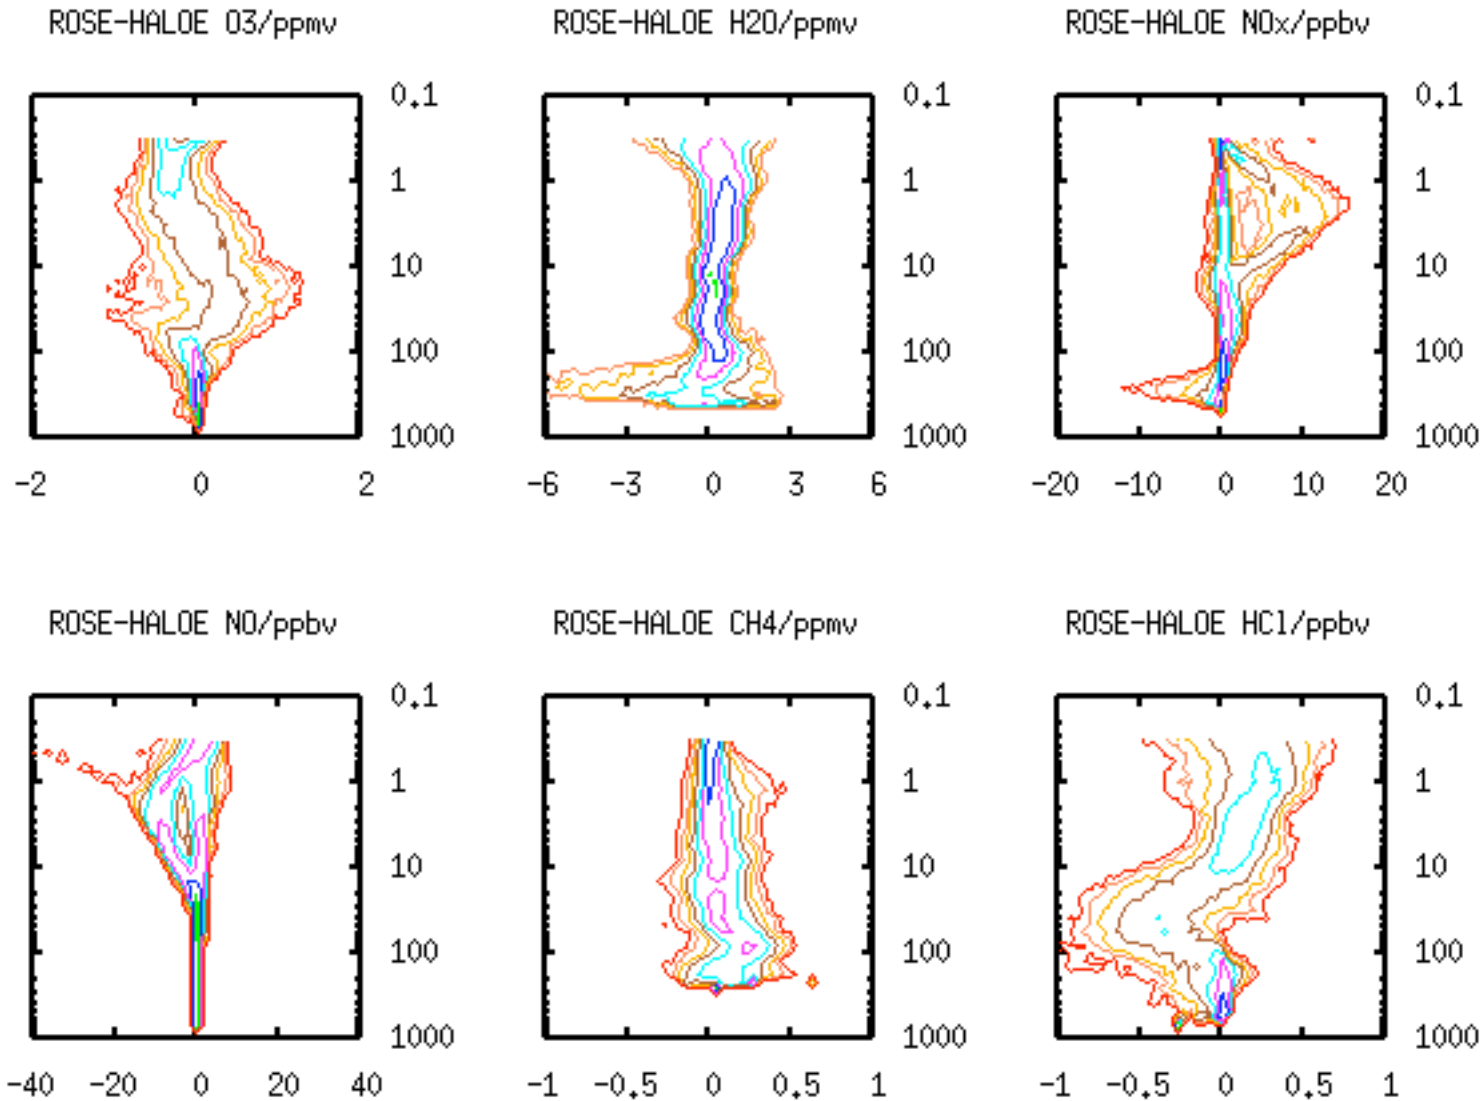 ROSE-HALOE O3/ppmv
ROSE-HALOE H2O/ppmv
ROSE-HALOE NOx/ppbv
0.1
1
10
100
1000
-2 0 2
0.1
1
10
100
1000
-6 -3 0 3 6
0.1
1
10
100
1000
-20 -10 0 10 20
ROSE-HALOE NO/ppbv
ROSE-HALOE CH4/ppmv
ROSE-HALOE HCl/ppbv
0.1
1
10
100
1000
-40 -20 0 20 40
0.1
1
10
100
1000
-1 -0.5 0 0.5 1
0.1
1
10
100
1000
-1 -0.5 0 0.5 1